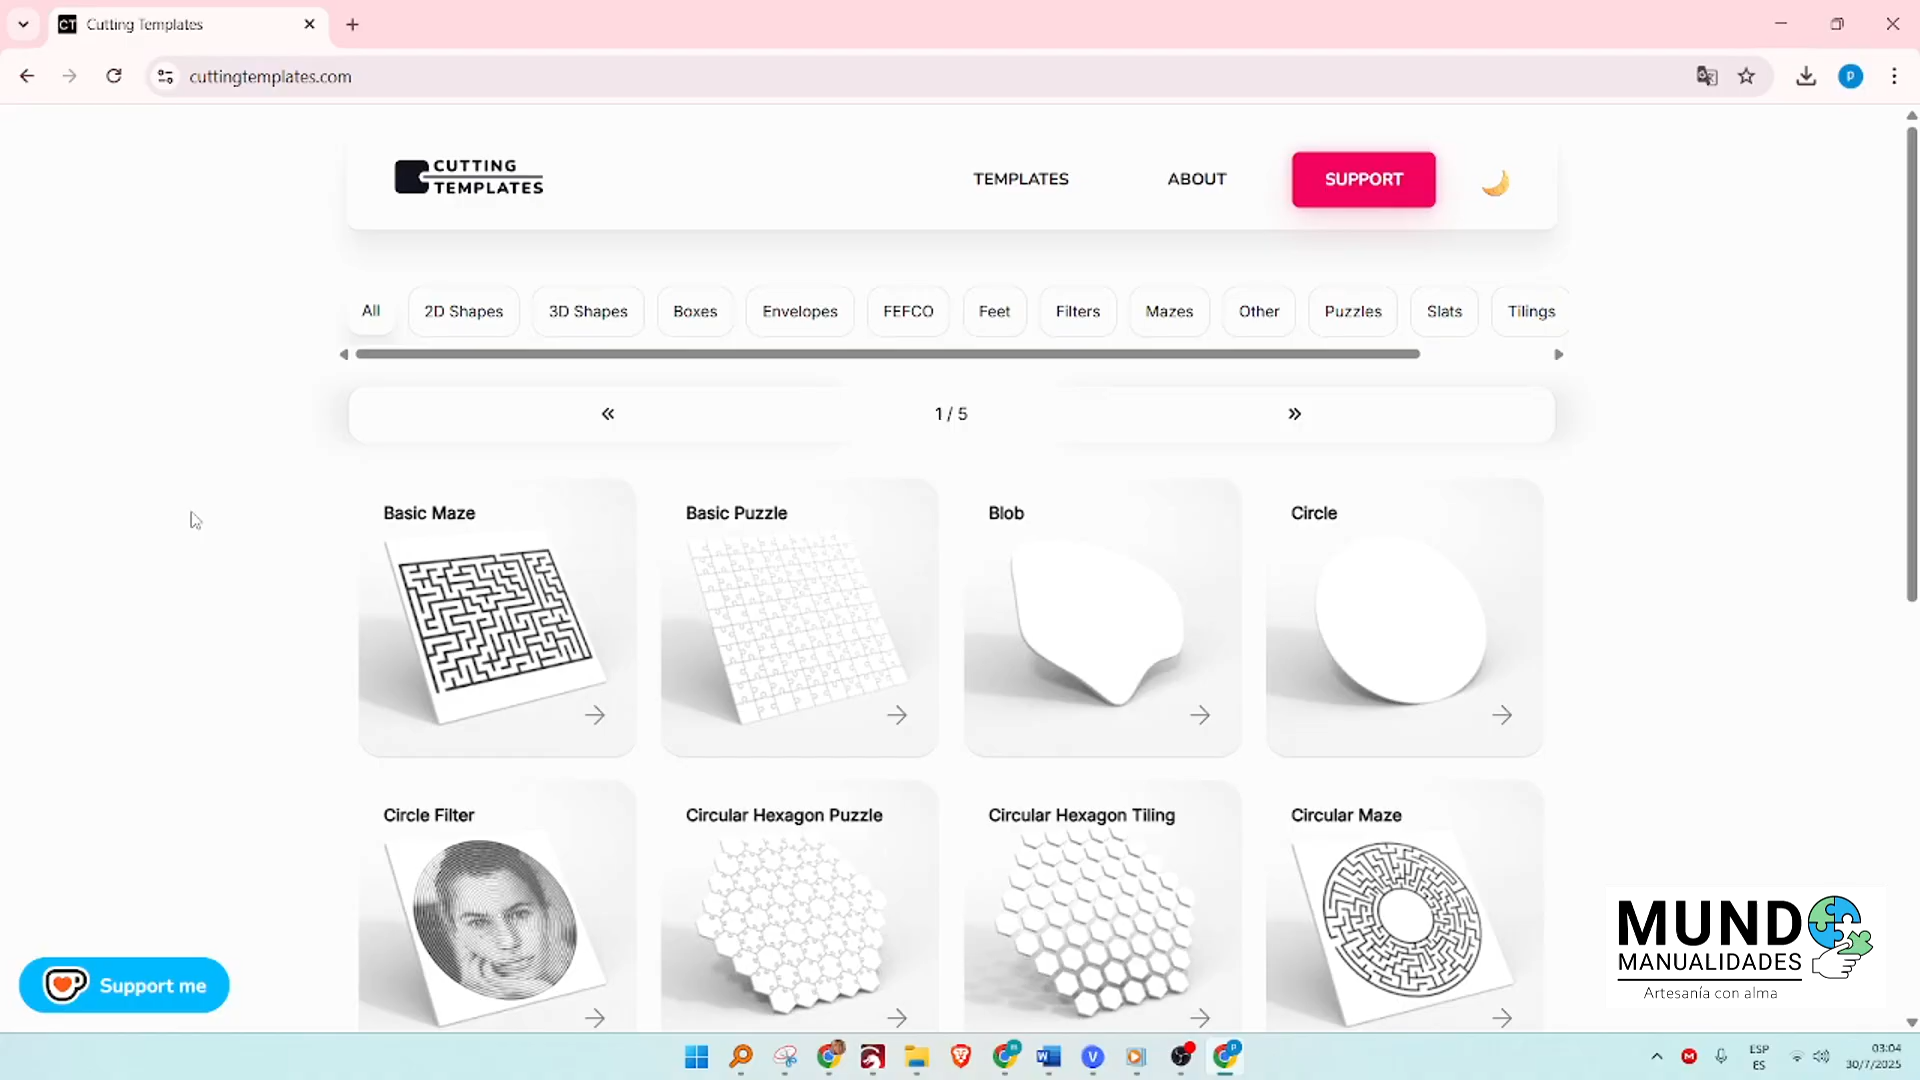 CT Cutting Templates
cuttingtemplates.com
P
CUTTING
TEMPLATES
TEMPLATES ABOUT SUPPORT
All 2D Shapes 3D Shapes Boxes Envelopes FEFCO Feet Filters Mazes Other Puzzles Slats Tilings
« 1 / 5 »
Basic Maze Basic Puzzle Blob Circle
Circle Filter Circular Hexagon Puzzle Circular Hexagon Tiling Circular Maze
MUNDO
MANUALIDADES
Artesanía con alma
Support me
ESP
ES
03:04
30/7/2025